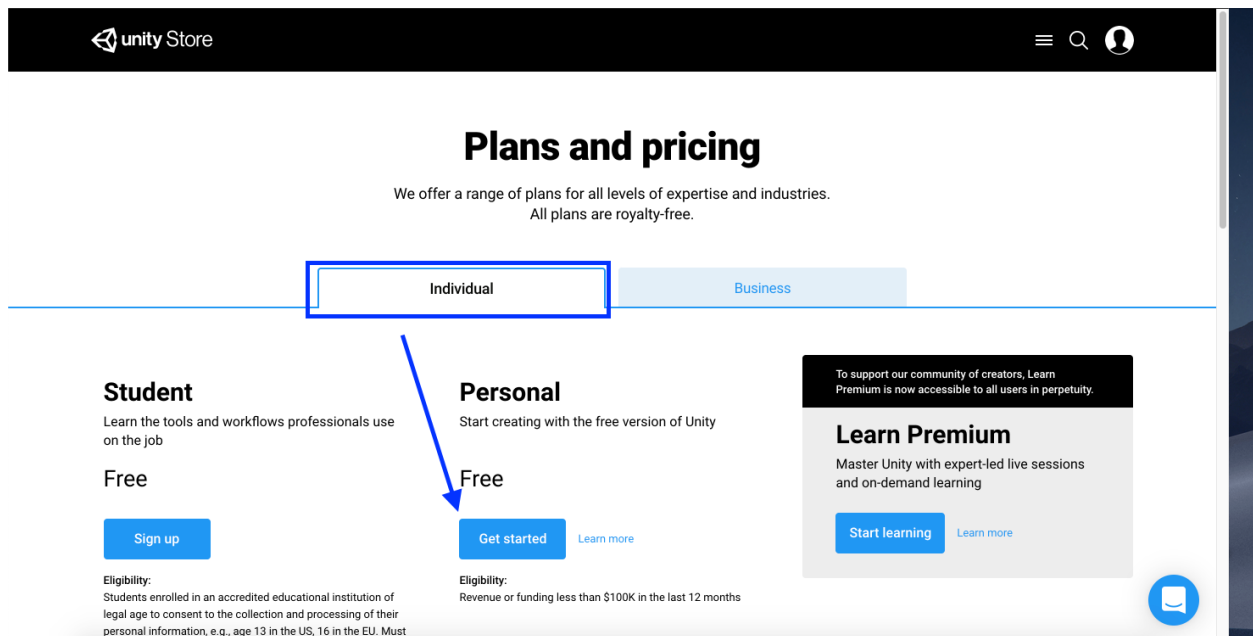 unity Store
Plans and pricing
We offer a range of plans for all levels of expertise and industries.
All plans are royalty-free.
Individual
Business
Student
Learn the tools and workflows professionals use
on the job
Free
Sign up
Eligibility:
Students enrolled in an accredited educational institution of
legal age to consent to the collection and processing of their
personal information, e.g., age 13 in the US, 16 in the EU. Must
Personal
Start creating with the free version of Unity
Free
Get started
Learn more
Eligibility:
Revenue or funding less than $100K in the last 12 months
To support our community of creators, Learn
Premium is now accessible to all users in perpetuity.
Learn Premium
Master Unity with expert-led live sessions
and on-demand learning
Start learning
Learn more